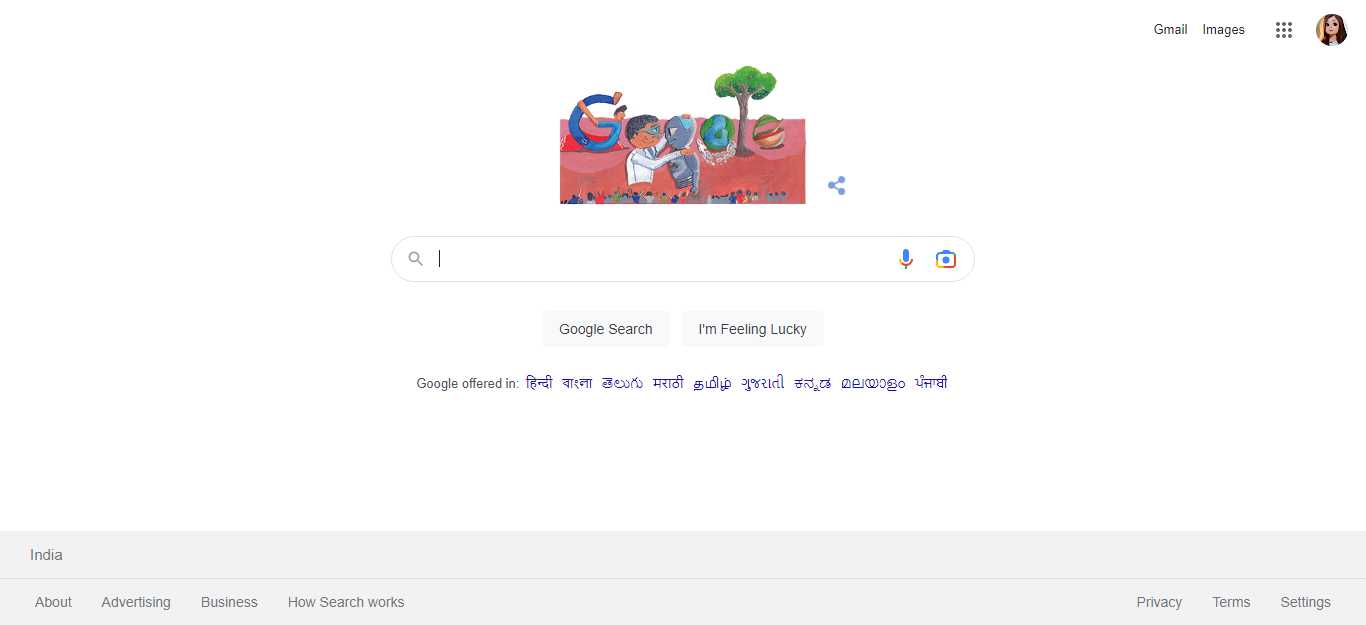 Gmail Images
Google Search I'm Feeling Lucky
Google offered in: हिन्दी বাংলা తెలుగు मराठी தமிழ் ગુજરાતી ಕನ್ನಡ മലയാളം ਪੰਜਾਬੀ
India
About Advertising Business How Search works Privacy Terms Settings